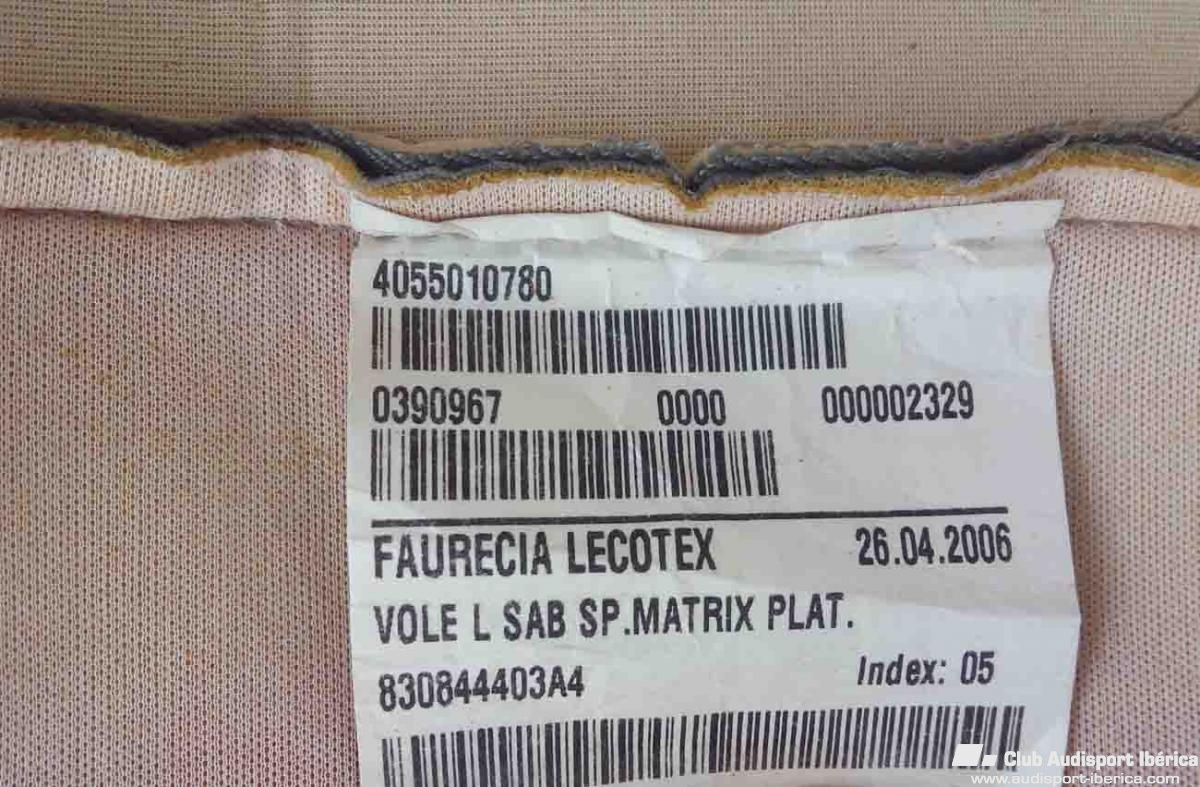 4055010780
0390967 0000 000002329
FAURECIA LECOTEX 26.04.2006
VOLE L SAB SP.MATRIX PLAT.
830844403A4 Index: 05
Club Audisport Ibérica
www.audisport-iberica.com